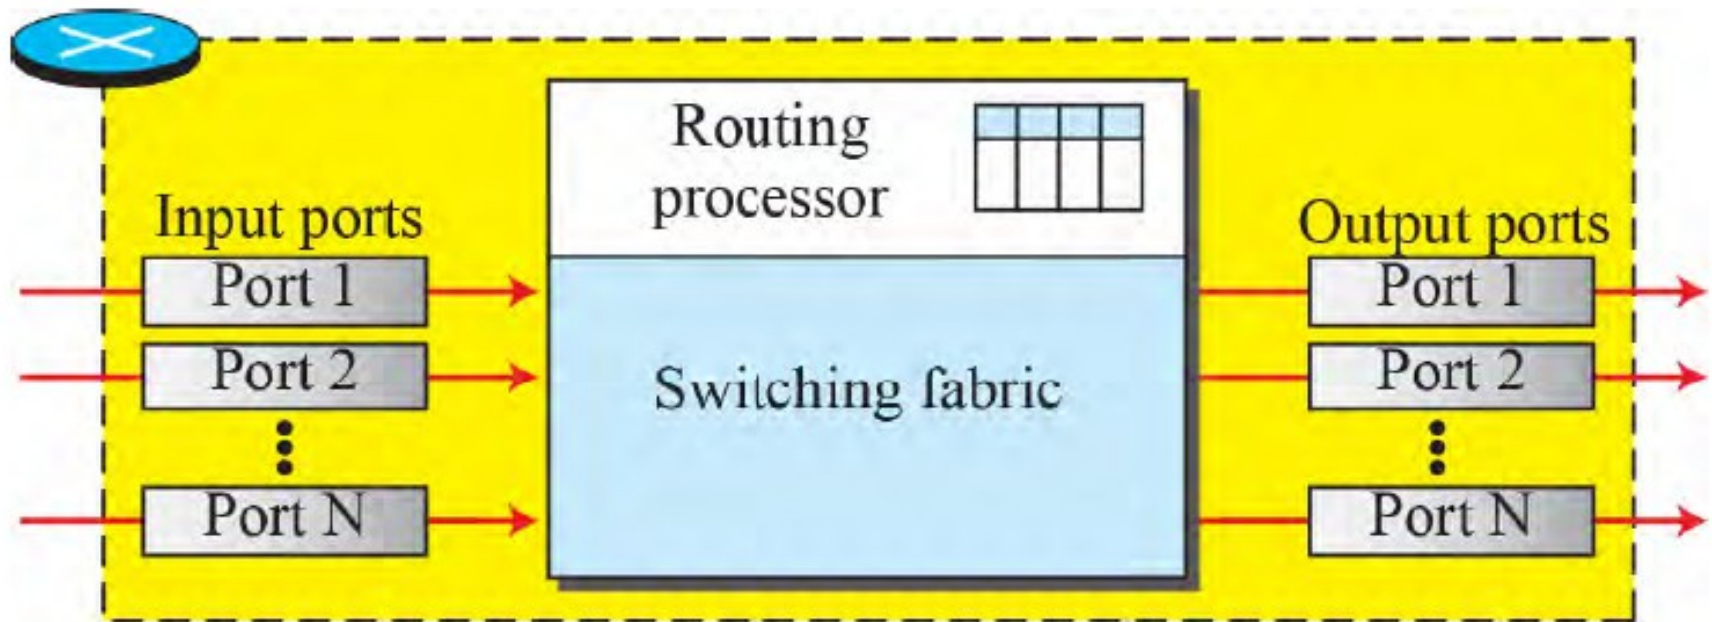 Routing
processor
Input ports
Port 1
Port 2
Port N
Switching fabric
Output ports
Port 1
Port 2
Port N